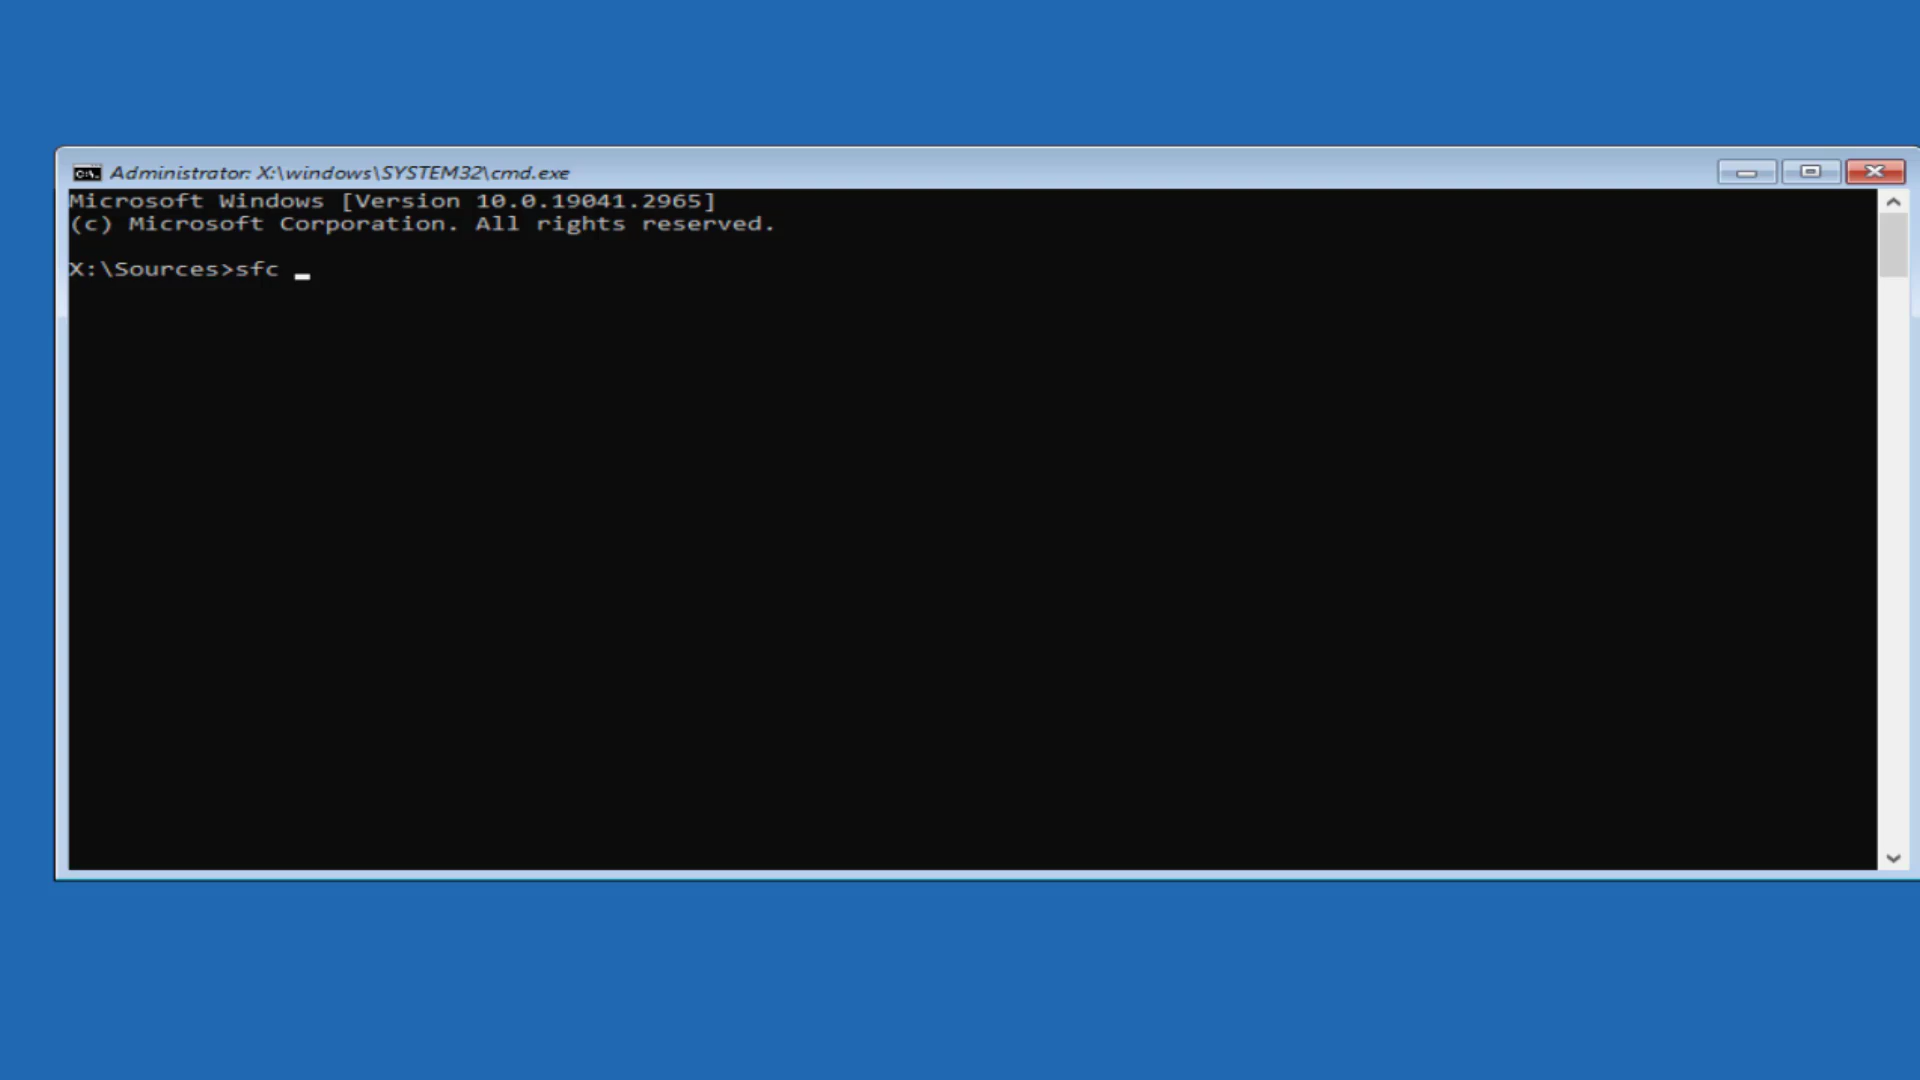 Administrator: X:\windows\SYSTEM32\cmd.exe
Microsoft Windows [Version 10.0.19041.2965]
(c) Microsoft Corporation. All rights reserved.
X:\Sources>sfc